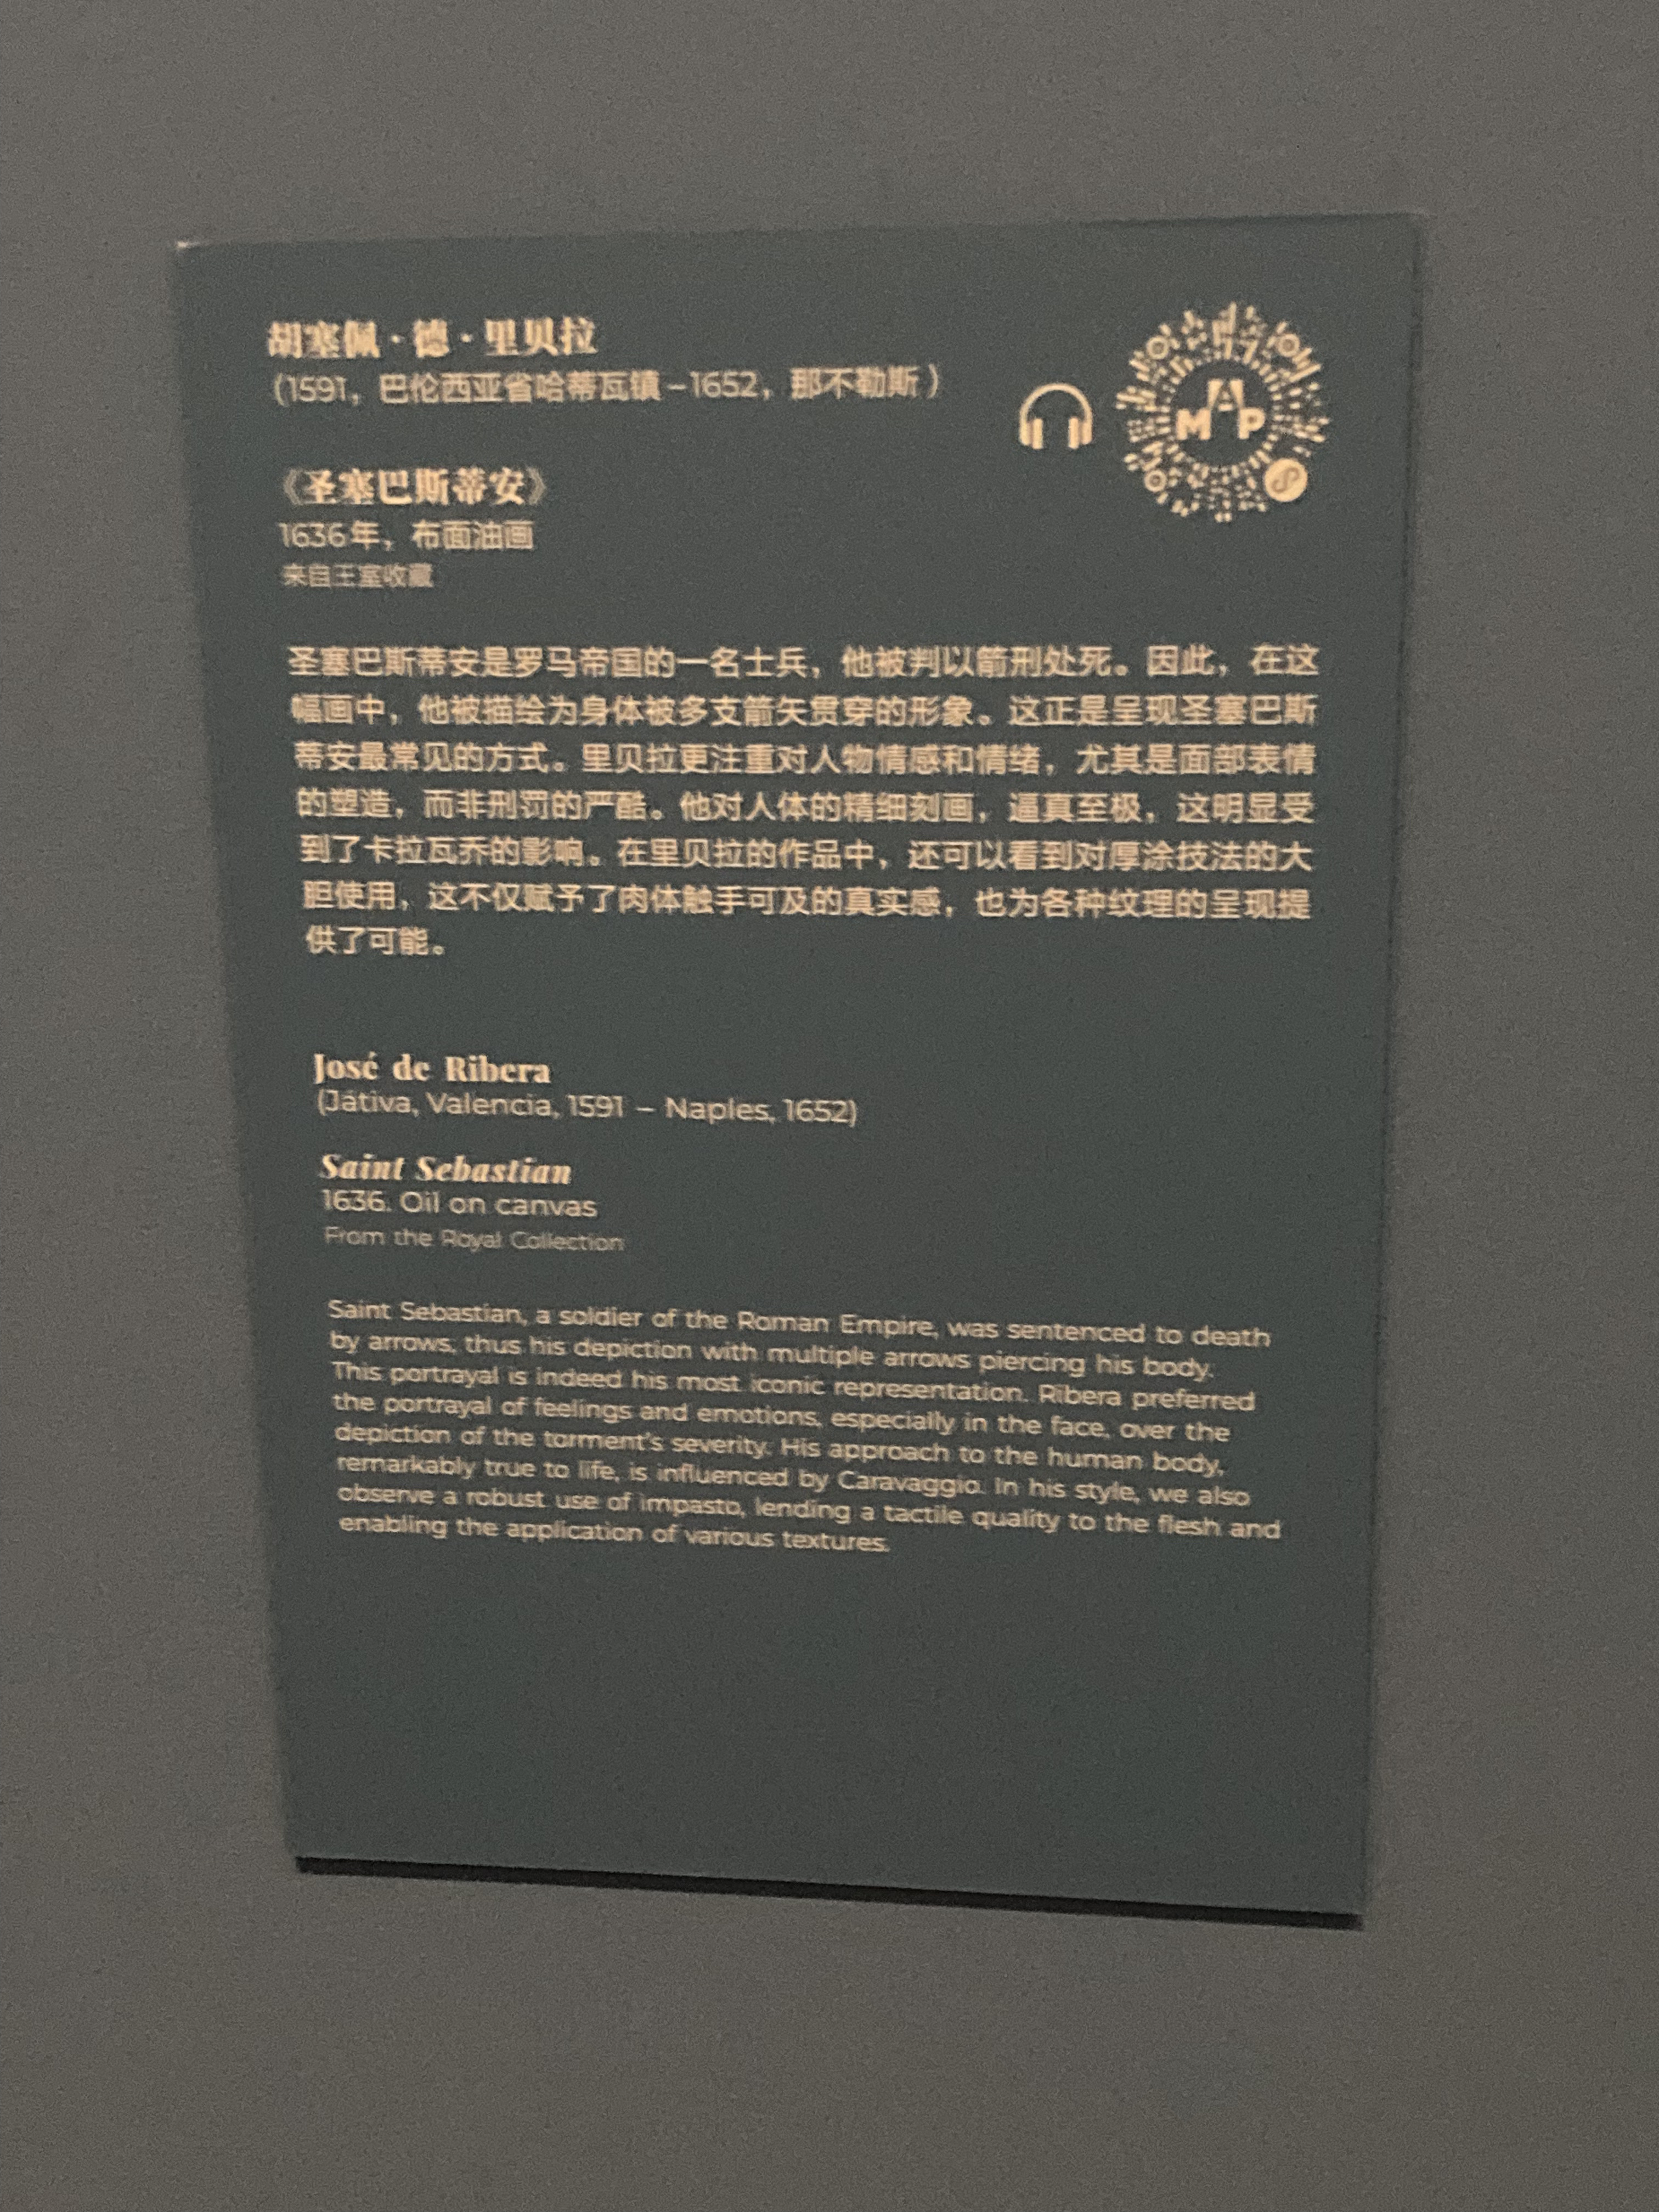 胡塞佩·德·里贝拉
(1591，巴伦西亚省哈蒂瓦镇–1652，那不勒斯)
MAP
《圣塞巴斯蒂安》
1636年，布面油画
来自王室收藏
圣塞巴斯蒂安是罗马帝国的一名士兵，他被判以箭刑处死。因此，在这
幅画中，他被描绘为身体被多支箭矢贯穿的形象。这正是呈现圣塞巴斯
蒂安最常见的方式。里贝拉更注重对人物情感和情绪，尤其是面部表情
的塑造，而非刑罚的严酷。他对人体的精细刻画，逼真至极，这明显受
到了卡拉瓦乔的影响。在里贝拉的作品中，还可以看到对厚涂技法的大
胆使用，这不仅赋予了肉体触手可及的真实感，也为各种纹理的呈现提
供了可能。
José de Ribera
(Játiva, Valencia, 1591 – Naples, 1652)
Saint Sebastian
1636. Oil on canvas
From the Royal Collection
Saint Sebastian, a soldier of the Roman Empire, was sentenced to death
by arrows, thus his depiction with multiple arrows piercing his body.
This portrayal is indeed his most iconic representation. Ribera preferred
the portrayal of feelings and emotions, especially in the face, over the
depiction of the torment's severity. His approach to the human body,
remarkably true to life, is influenced by Caravaggio. In his style, we also
observe a robust use of impasto, lending a tactile quality to the flesh and
enabling the application of various textures.